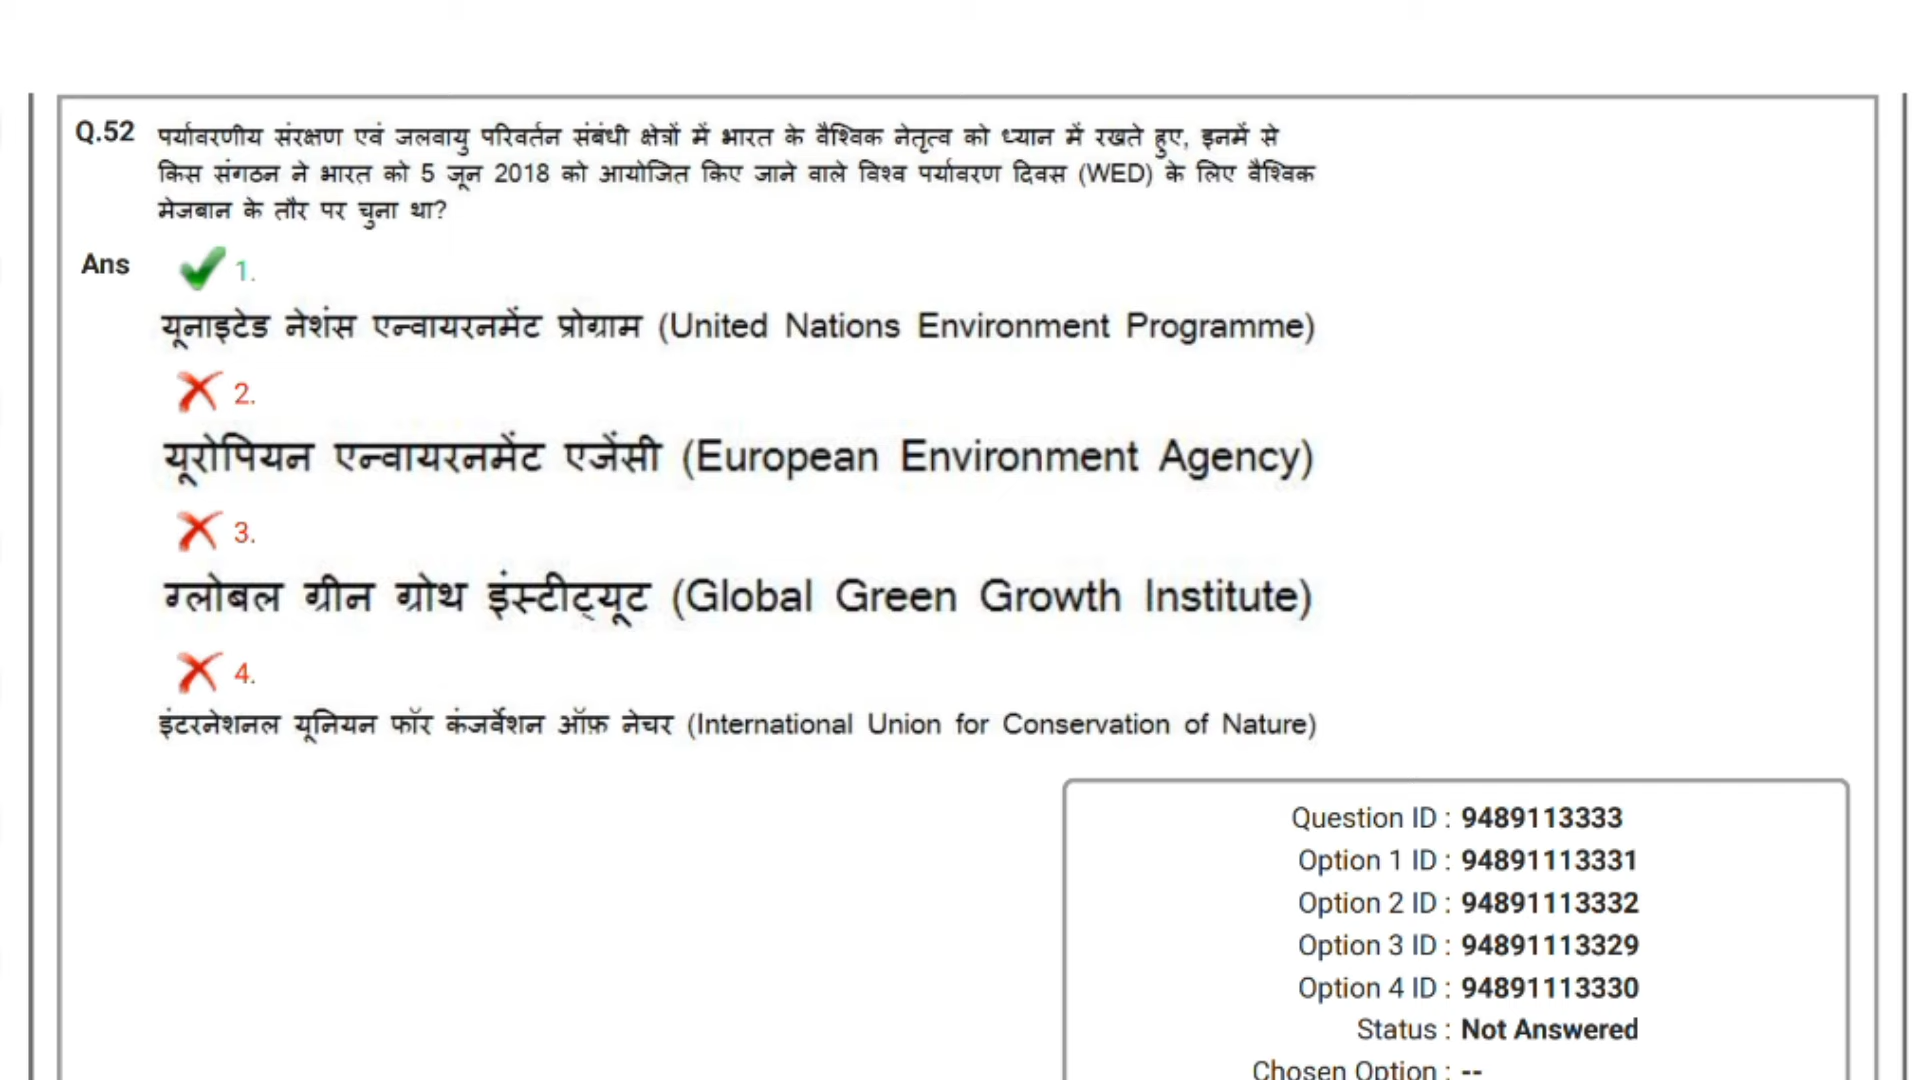 Q.52 पर्यावरणीय संरक्षण एवं जलवायु परिवर्तन संबंधी क्षेत्रों में भारत के वैश्विक नेतृत्व को ध्यान में रखते हुए, इनमें से
किस संगठन ने भारत को 5 जून 2018 को आयोजित किए जाने वाले विश्व पर्यावरण दिवस (WED) के लिए वैश्विक
मेजबान के तौर पर चुना था?
Ans 1.
यूनाइटेड नेशंस एन्वायरनमेंट प्रोग्राम (United Nations Environment Programme)
2.
यूरोपियन एन्वायरनमेंट एजेंसी (European Environment Agency)
3.
ग्लोबल ग्रीन ग्रोथ इंस्टीट्यूट (Global Green Growth Institute)
4.
इंटरनेशनल यूनियन फॉर कंजर्वेशन ऑफ़ नेचर (International Union for Conservation of Nature)
Question ID : 9489113333
Option 1 ID : 94891113331
Option 2 ID : 94891113332
Option 3 ID : 94891113329
Option 4 ID : 94891113330
Status : Not Answered
Chosen Option : --